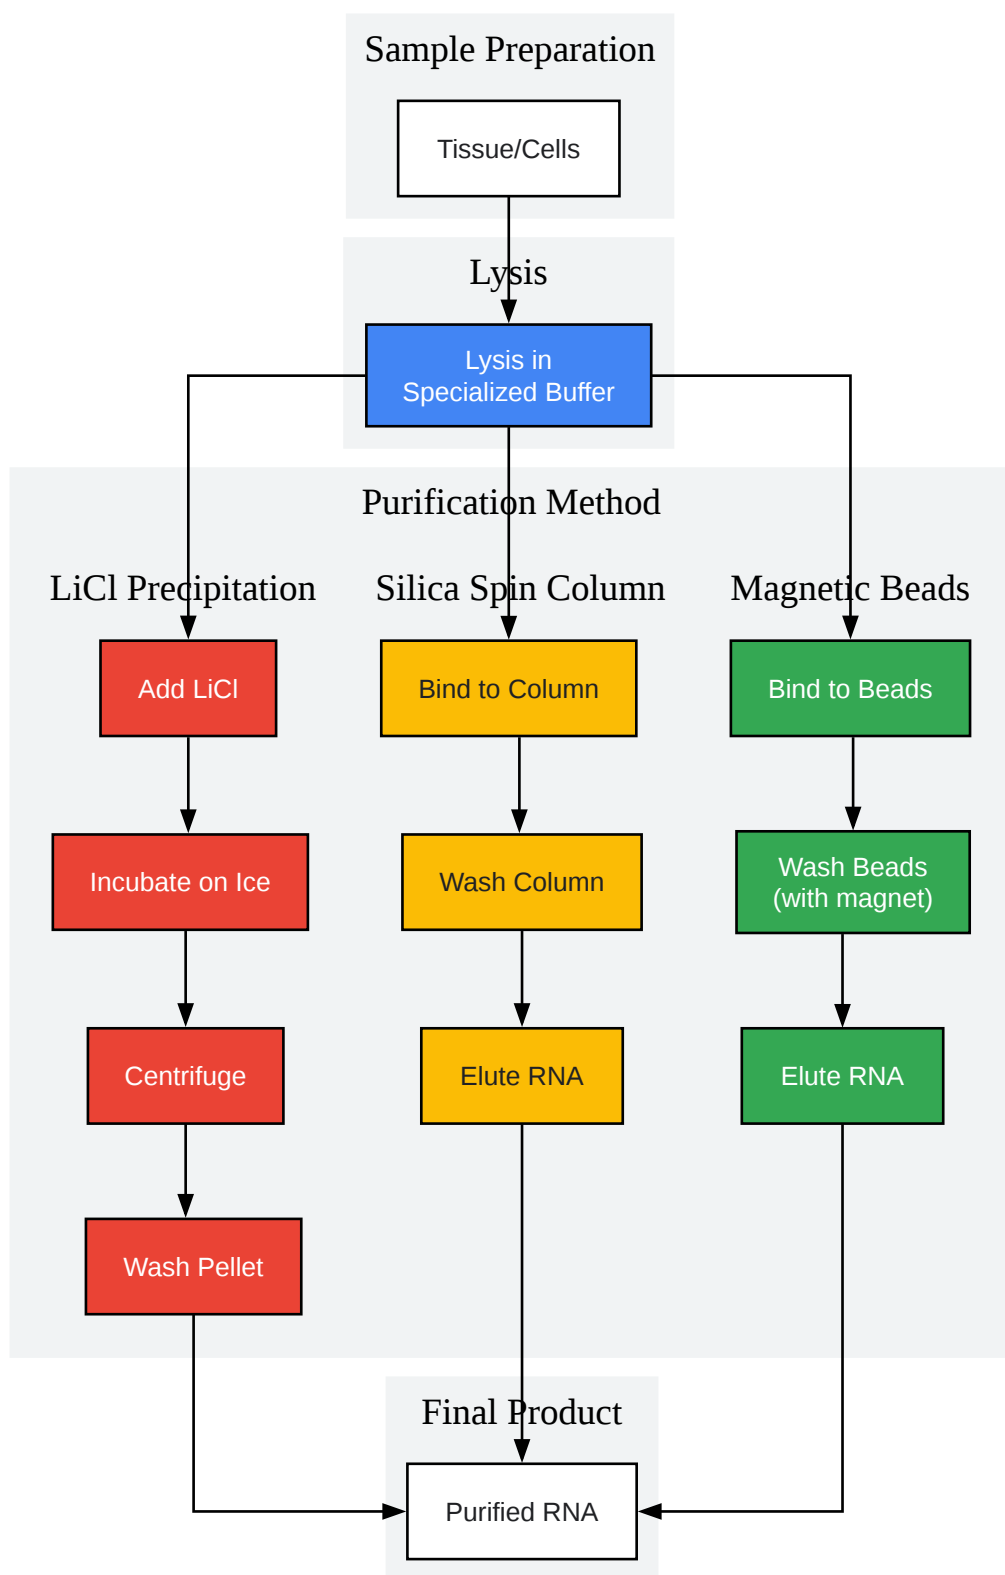 Sample Preparation
Tissue/Cells
Lysis
Lysis in
Specialized Buffer
Purification Method
LiCl Precipitation
Silica Spin Column
Magnetic Beads
Add LiCl
Bind to Column
Bind to Beads
Incubate on Ice
Wash Column
Wash Beads
(with magnet)
Centrifuge
Elute RNA
Elute RNA
Wash Pellet
Final Product
Purified RNA